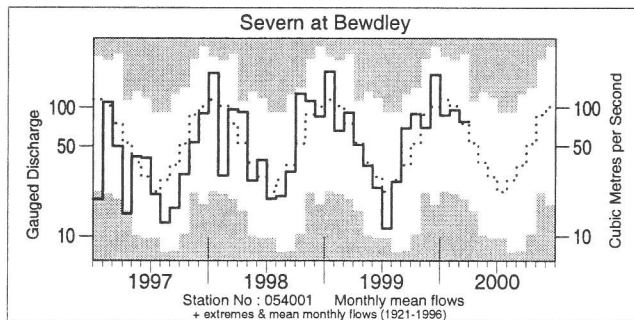 Severn at Bewdley
Gauged Discharge
100
50
10
100
50
10
Cubic Metres per Second
1997 1998 1999 2000
Station No : 054001 Monthly mean flows
+ extremes & mean monthly flows (1921-1996)